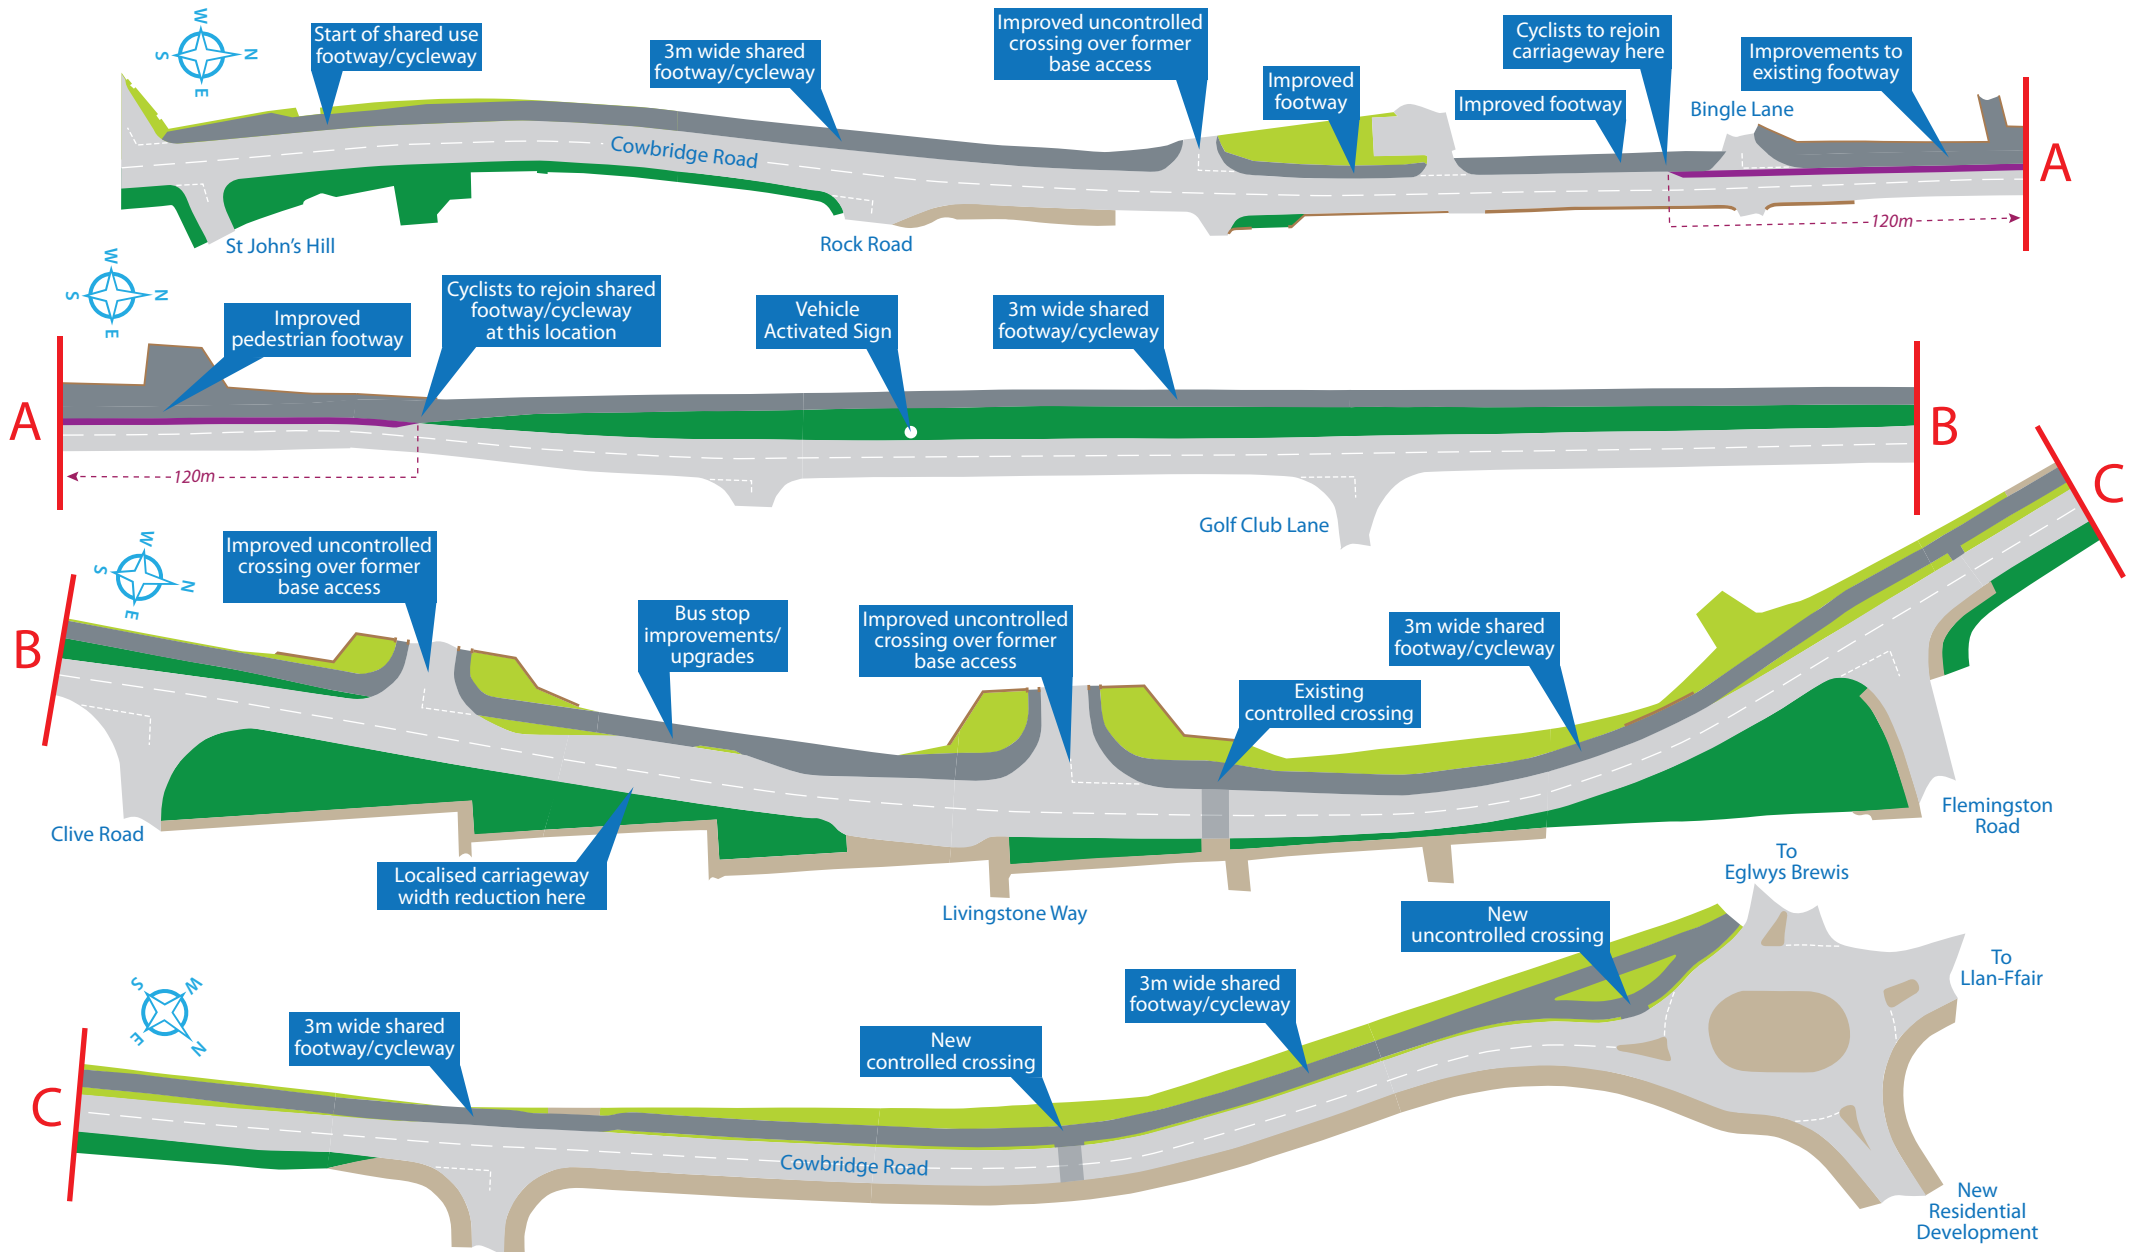 W
N
S
E
Start of shared use
footway/cycleway
3m wide shared
footway/cycleway
Improved uncontrolled
crossing over former
base access
Improved
footway
Improved footway
Cyclists to rejoin
carriageway here
Improvements to
existing footway
Bingle Lane
Cowbridge Road
A
120m
St John's Hill
Rock Road
W
N
S
E
Improved
pedestrian footway
Cyclists to rejoin shared
footway/cycleway
at this location
Vehicle
Activated Sign
3m wide shared
footway/cycleway
A
B
120m
Golf Club Lane
C
W
N
S
E
Improved uncontrolled
crossing over former
base access
Bus stop
improvements/
upgrades
Improved uncontrolled
crossing over former
base access
Existing
controlled crossing
3m wide shared
footway/cycleway
B
Clive Road
Localised carriageway
width reduction here
Livingstone Way
Flemingston
Road
To
Eglwys Brewis
To
Llan-Ffair
S
W
E
N
C
3m wide shared
footway/cycleway
New
controlled crossing
3m wide shared
footway/cycleway
New
uncontrolled crossing
Cowbridge Road
New
Residential
Development